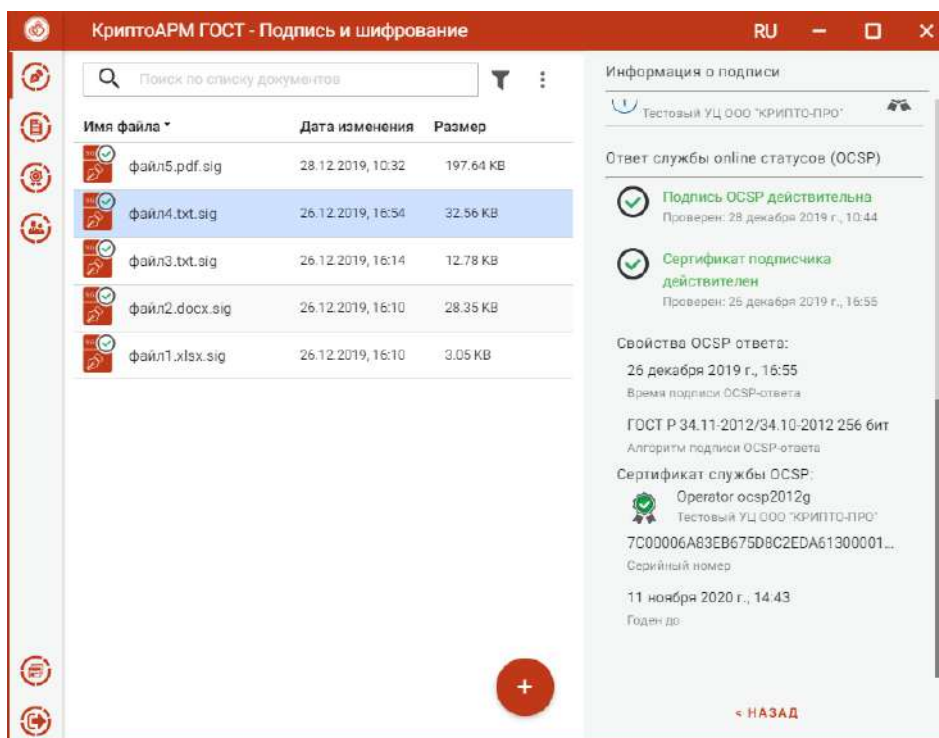 КриптоАРМ ГОСТ - Подпись и шифрование
RU
Поиск по списку документов
Имя файла
Дата изменения
Размер
файл5.pdf.sig
28.12.2019, 10:32
197.64 KB
файл4.txt.sig
26.12.2019, 16:54
32.56 KB
файл3.txt.sig
26.12.2019, 16:14
12.78 KB
файл2.docx.sig
26.12.2019, 16:10
28.35 KB
файл1.xlsx.sig
26.12.2019, 16:10
3.05 KB
Информация о подписи
Тестовый УЦ ООО "КРИПТО-ПРО"
Ответ службы online статусов (OCSP)
Подпись OCSP действительна
Проверен: 28 декабря 2019 г., 10:44
Сертификат подписчика
действителен
Проверен: 26 декабря 2019 г., 16:55
Свойства OCSP ответа:
26 декабря 2019 г., 16:55
Время подписи OCSP-ответа
ГОСТ Р 34.11-2012/34.10-2012 256 бит
Алгоритм подписи OCSP-ответа
Сертификат службы OCSP:
Operator ocsp2012g
Тестовый УЦ ООО "КРИПТО-ПРО"
7C00006A83EB675D8C2EDA61300001...
Серийный номер
11 ноября 2020 г., 14:43
Годен до
< НАЗАД